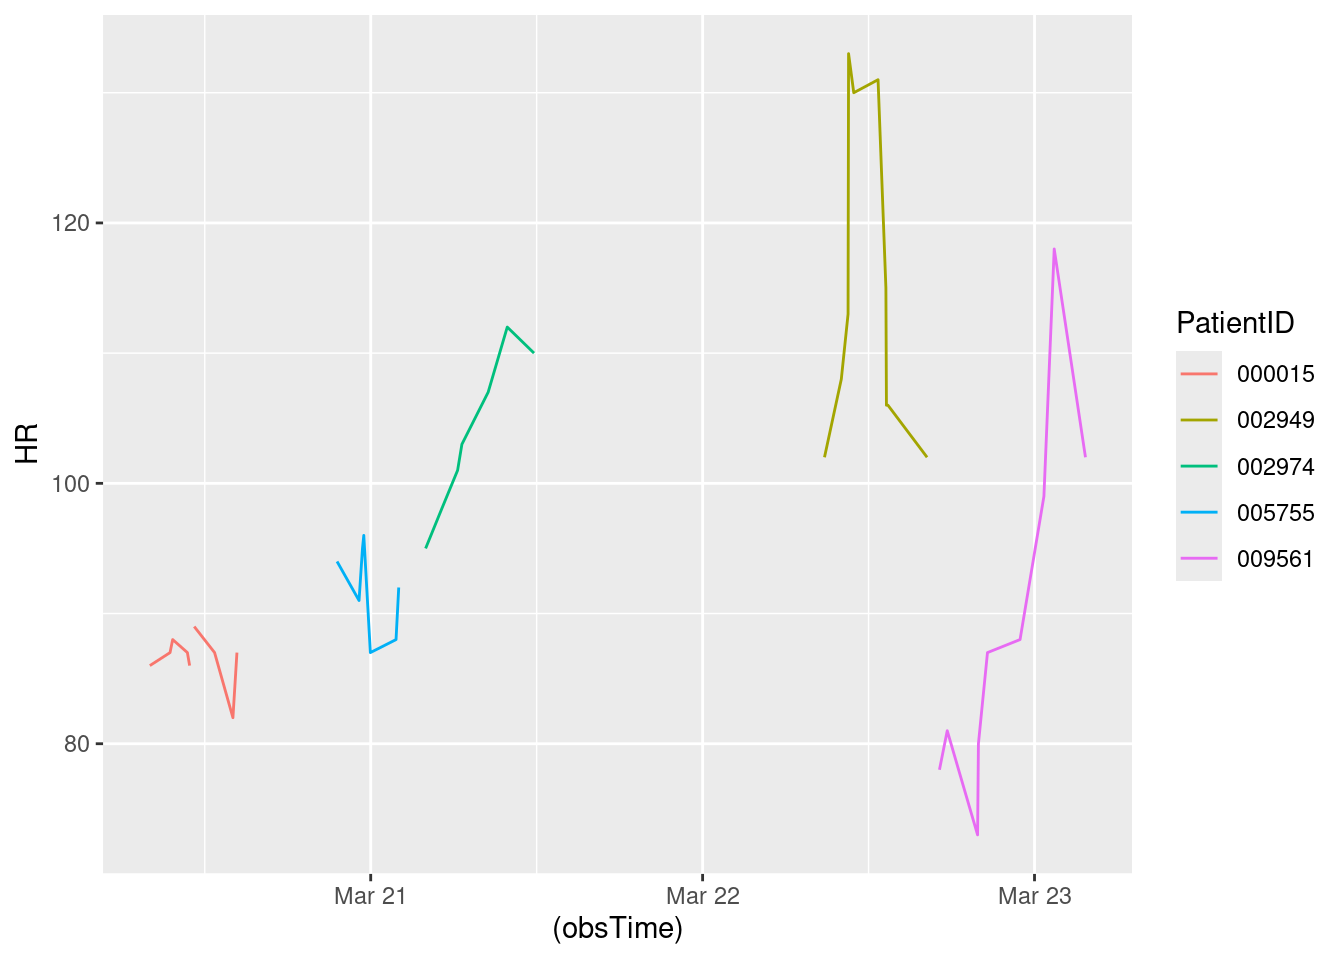 120
100
80
HR
Mar 21
Mar 22
Mar 23
(obsTime)
PatientID
000015
002949
002974
005755
009561